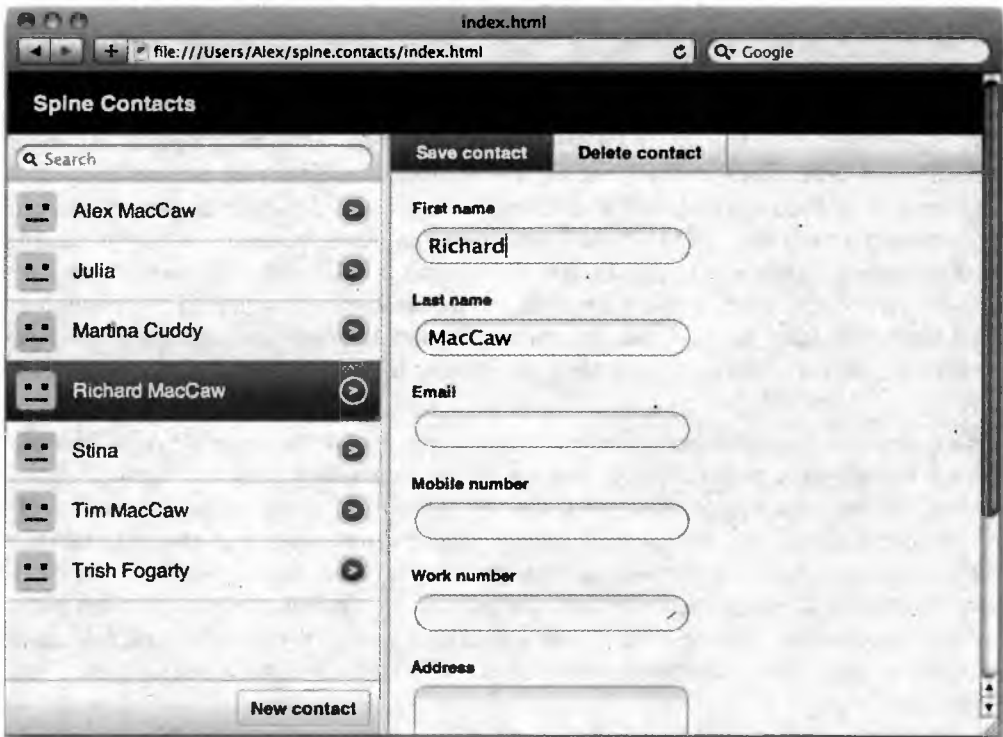 index.html
file:///Users/Alex/spine.contacts/index.html
Google
Spine Contacts
Search
Save contact
Delete contact
Alex MacCaw
Julia
Martina Cuddy
Richard MacCaw
Stina
Tim MacCaw
Trish Fogarty
New contact
First name
Richard
Last name
MacCaw
Email
Mobile number
Work number
Address